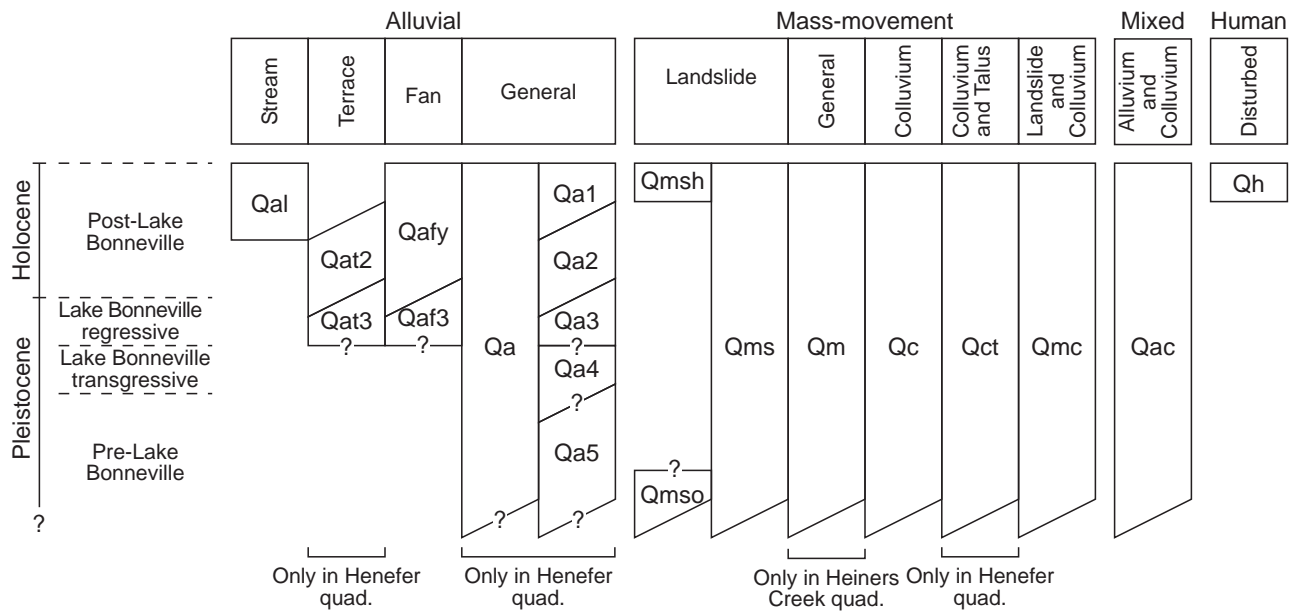 Alluvial
Mass-movement
Mixed
Human
Stream
Terrace
Fan
General
Landslide
General
Colluvium
Colluvium
and Talus
Landslide
and
Colluvium
Alluvium
and
Colluvium
Disturbed
Holocene
Pleistocene
?
Post-Lake
Bonneville
Lake Bonneville
regressive
Lake Bonneville
transgressive
Pre-Lake
Bonneville
Qal
Qat2
Qat3
?
Qafy
Qaf3
?
Qa
?
Qa1
Qa2
Qa3
?
Qa4
?
Qa5
?
Qmsh
?
Qmso
Qms
Qm
Qc
Qct
Qmc
Qac
Qh
Only in Henefer
quad.
Only in Henefer
quad.
Only in Heiners
Creek quad.
Only in Henefer
quad.